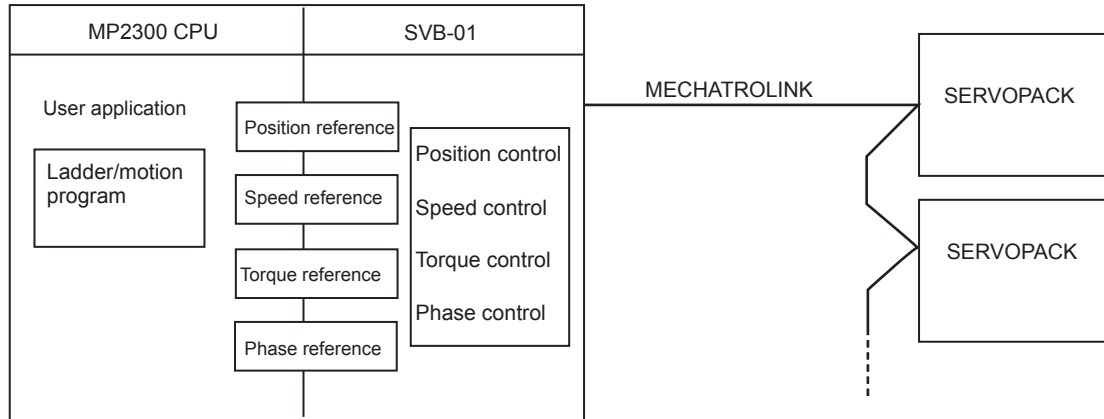 MP2300 CPU
SVB-01
User application
Ladder/motion
program
Position reference
Speed reference
Torque reference
Phase reference
Position control
Speed control
Torque control
Phase control
MECHATROLINK
SERVOPACK
SERVOPACK